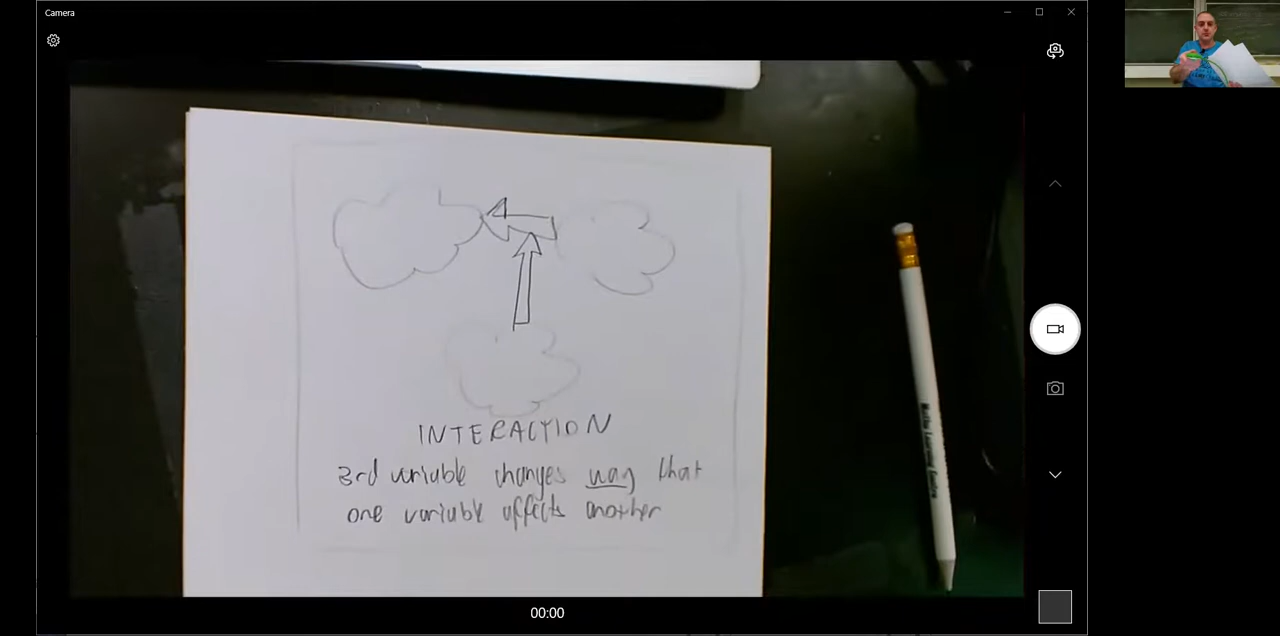 Camera
INTERACTION
3rd variable changes way that
one variable affects another
00:00